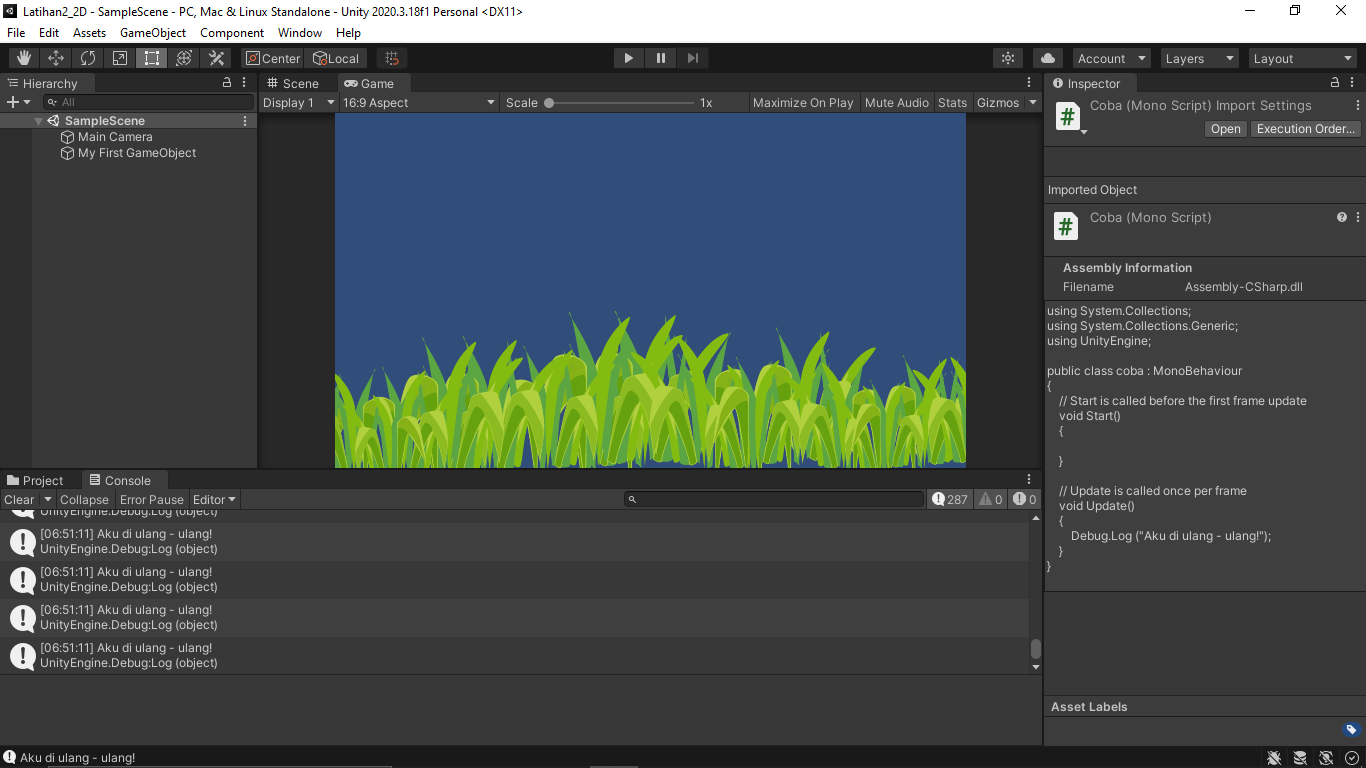 Latihan2_2D - SampleScene - PC, Mac & Linux Standalone - Unity 2020.3.18f1 Personal <DX11>
File Edit Assets GameObject Component Window Help
Center Local Account Layers Layout
Hierarchy
All
SampleScene
Main Camera
My First GameObject
Scene Game
Display 1 16:9 Aspect Scale 1x Maximize On Play Mute Audio Stats Gizmos
Inspector
Coba (Mono Script) Import Settings
Open Execution Order...
Imported Object
Coba (Mono Script)
Assembly Information
Filename Assembly-CSharp.dll
using System.Collections;
using System.Collections.Generic;
using UnityEngine;
public class coba : MonoBehaviour
{
// Start is called before the first frame update
void Start()
{
}
// Update is called once per frame
void Update()
{
Debug.Log ("Aku di ulang - ulang!");
}
}
Asset Labels
Project Console
Clear Collapse Error Pause Editor 287 0 0
UnityEngine.Debug:Log (object)
[06:51:11] Aku di ulang - ulang!
UnityEngine.Debug:Log (object)
[06:51:11] Aku di ulang - ulang!
UnityEngine.Debug:Log (object)
[06:51:11] Aku di ulang - ulang!
UnityEngine.Debug:Log (object)
[06:51:11] Aku di ulang - ulang!
UnityEngine.Debug:Log (object)
Aku di ulang - ulang!